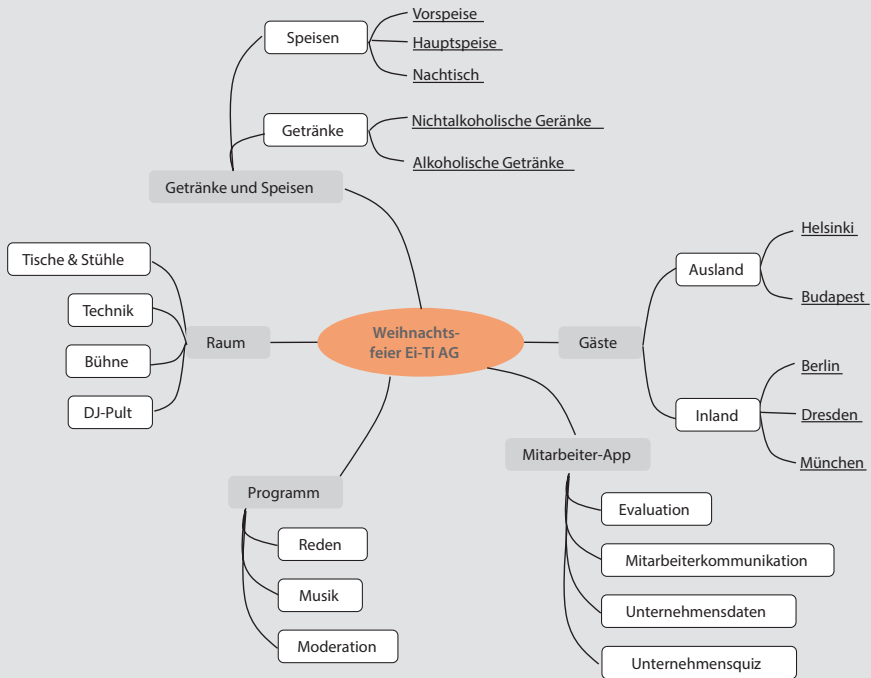 Speisen
Vorspeise
Hauptspeise
Nachtisch
Getränke
Nichtalkoholische Geränke
Alkoholische Getränke
Getränke und Speisen
Tische & Stühle
Technik
Bühne
DJ-Pult
Raum
Weihnachts-
feier Ei-Ti AG
Gäste
Ausland
Helsinki
Budapest
Inland
Berlin
Dresden
München
Programm
Reden
Musik
Moderation
Mitarbeiter-App
Evaluation
Mitarbeiterkommunikation
Unternehmensdaten
Unternehmensquiz